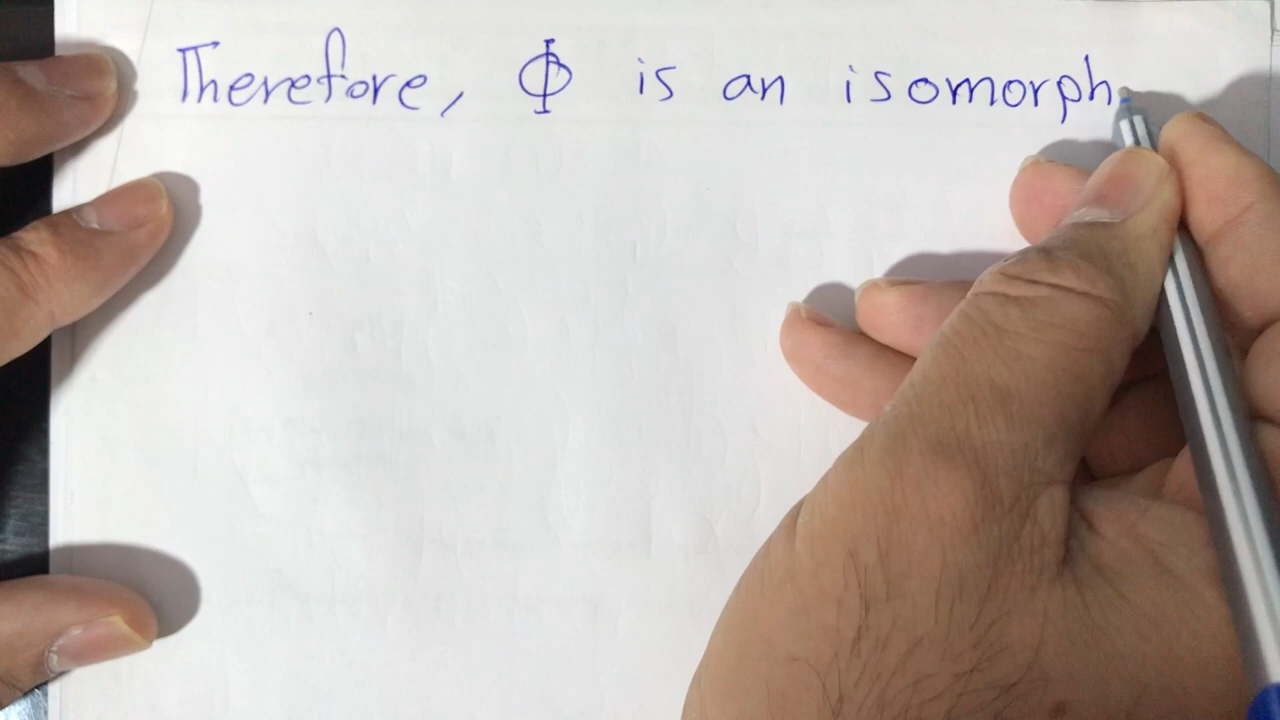 Therefore, Φ is an isomorph